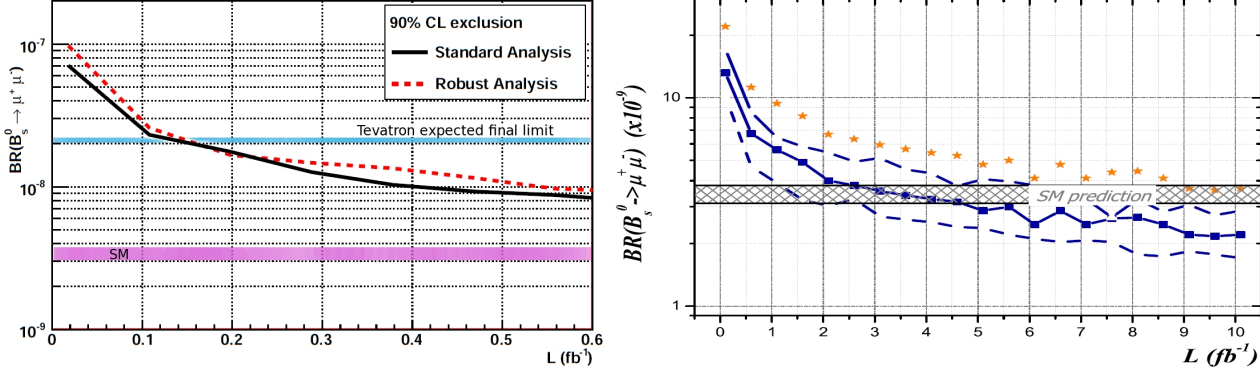 BR(B⁰ₛ → μ⁺ μ⁻)
10⁻⁷
10⁻⁸
10⁻⁹
90% CL exclusion
Standard Analysis
Robust Analysis
Tevatron expected final limit
SM
0 0.1 0.2 0.3 0.4 0.5 0.6
L (fb⁻¹)
BR(B⁰ₛ->μ⁺μ⁻) (x10⁻⁹)
10
1
SM prediction
0 1 2 3 4 5 6 7 8 9 10
L (fb⁻¹)